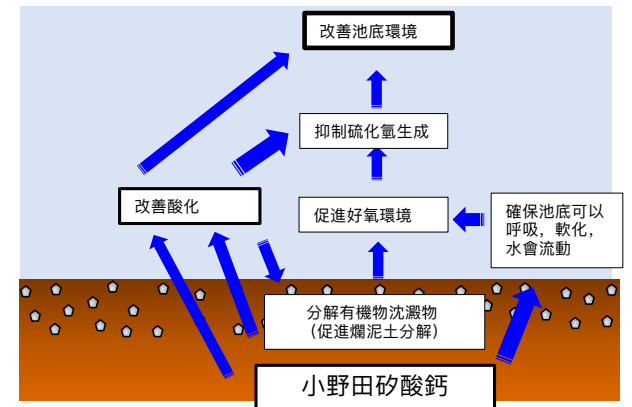 改善池底環境
抑制硫化氫生成
改善酸化
促進好氧環境
確保池底可以
呼吸，軟化，
水會流動
分解有機物沈澱物
（促進爛泥土分解）
小野田矽酸鈣